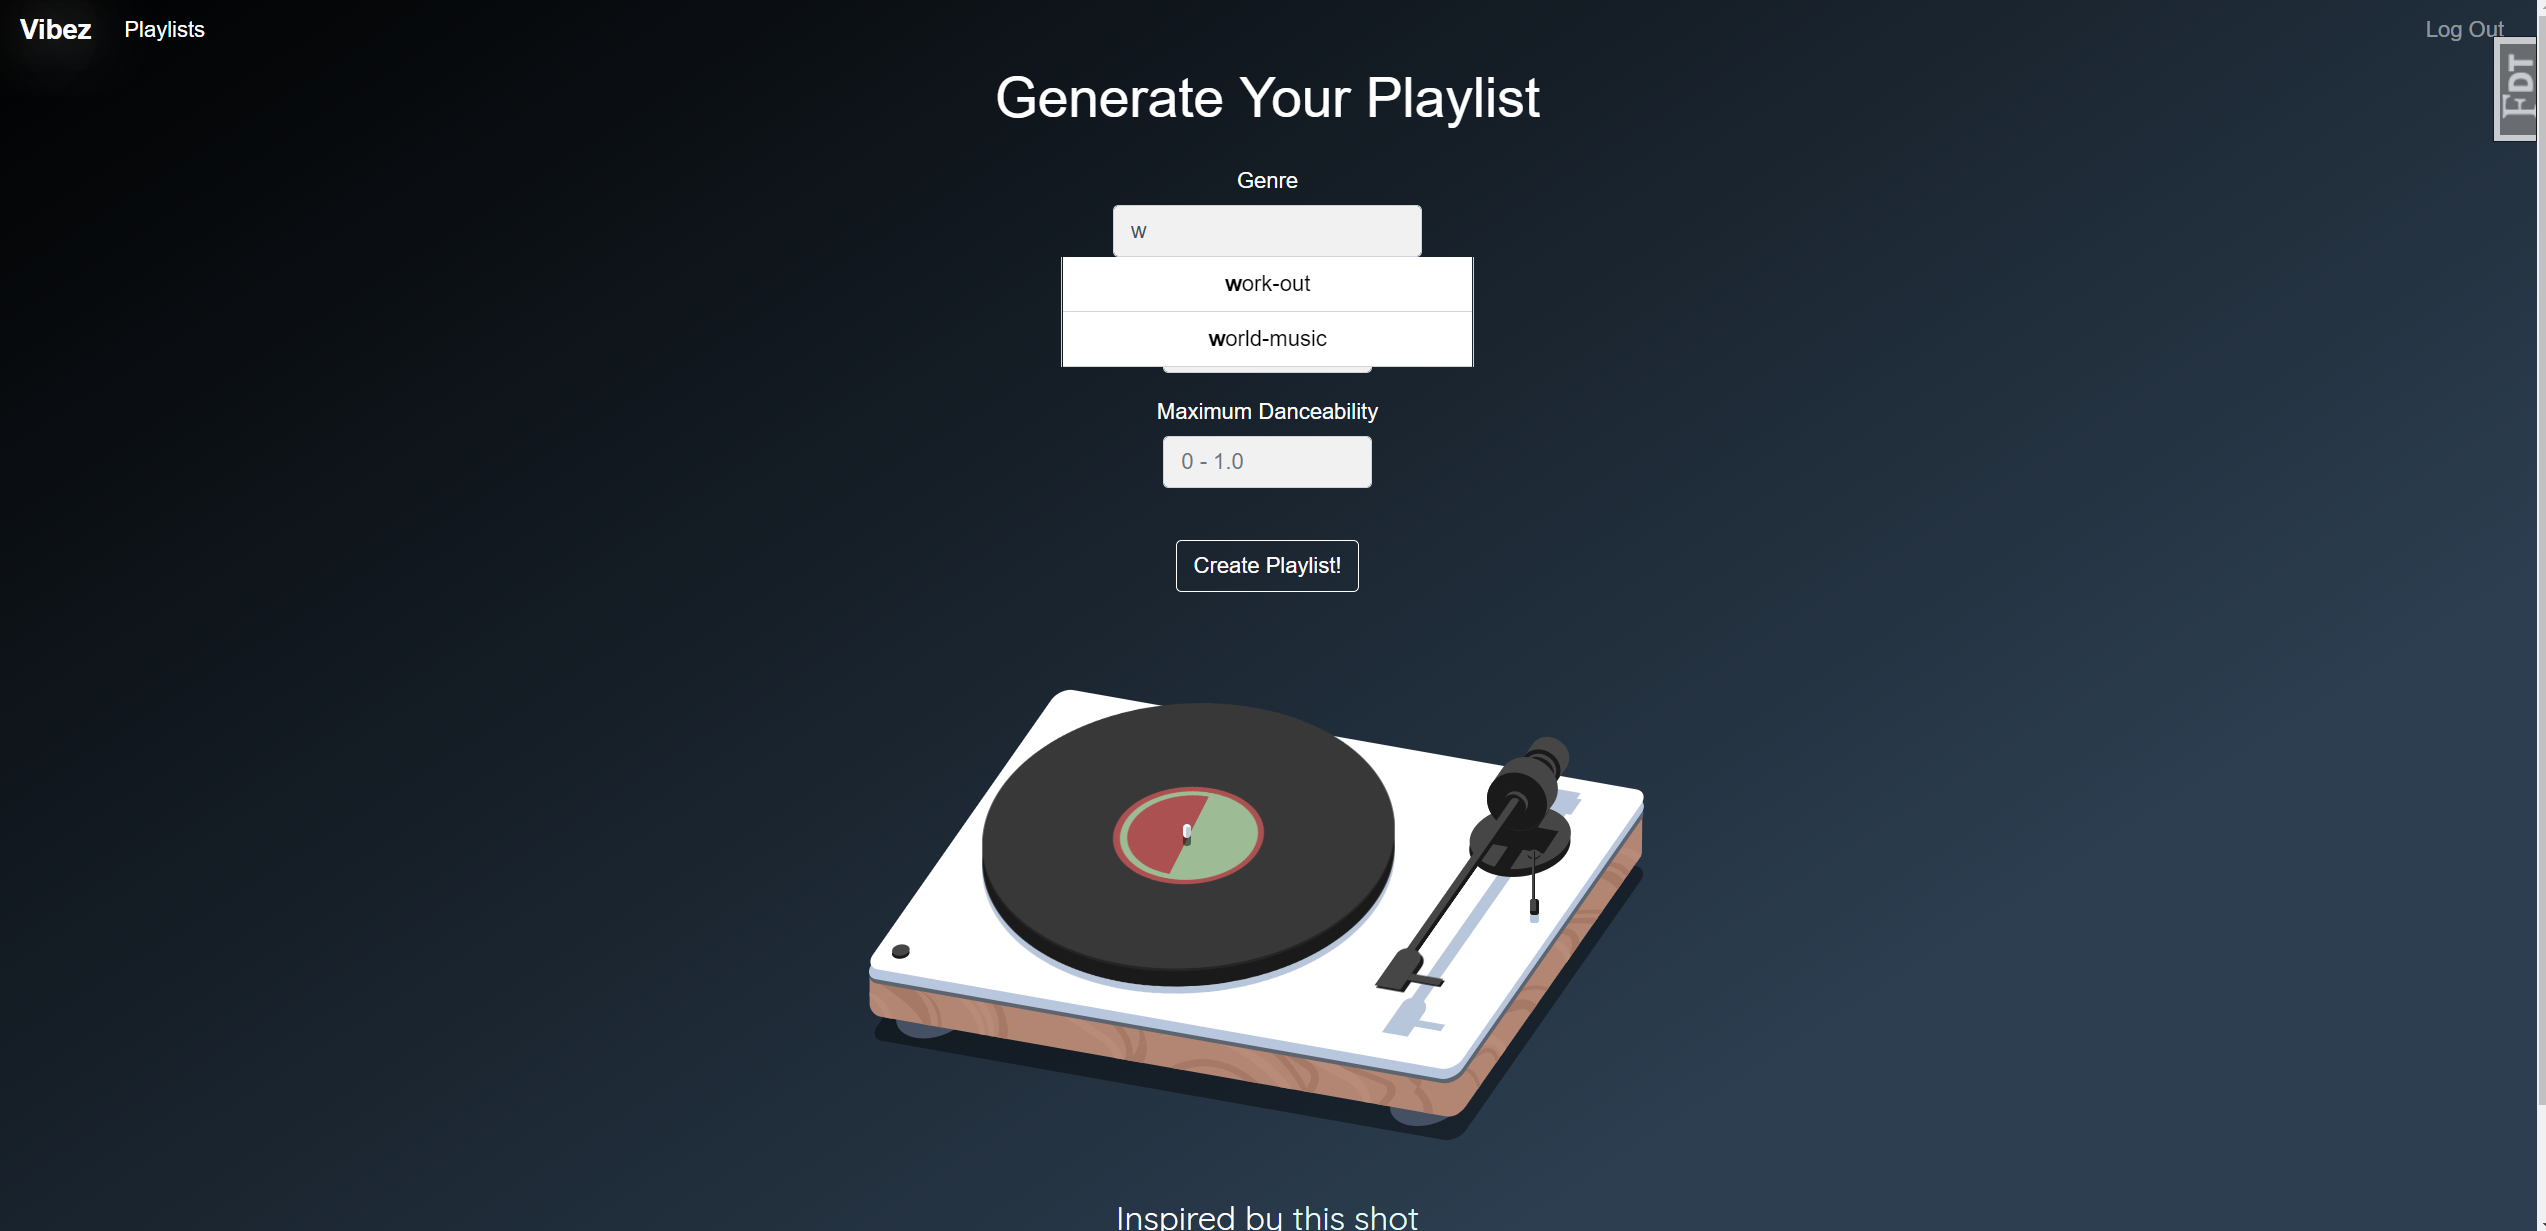 Vibez Playlists Log Out
FDT
Generate Your Playlist
Genre
w
work-out
world-music
Maximum Danceability
0 - 1.0
Create Playlist!
Inspired by this shot